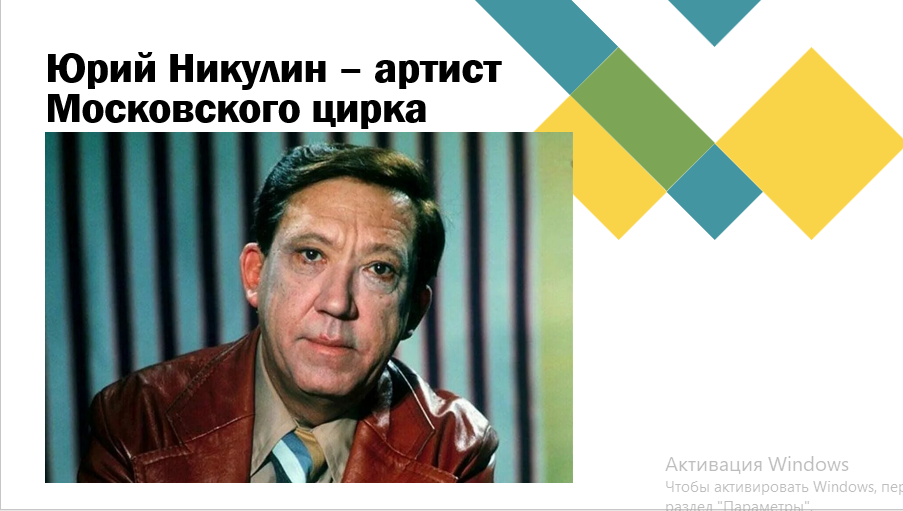 Юрий Никулин – артист
Московского цирка
Активация Windows
Чтобы активировать Windows, пер
раздел "Параметры".